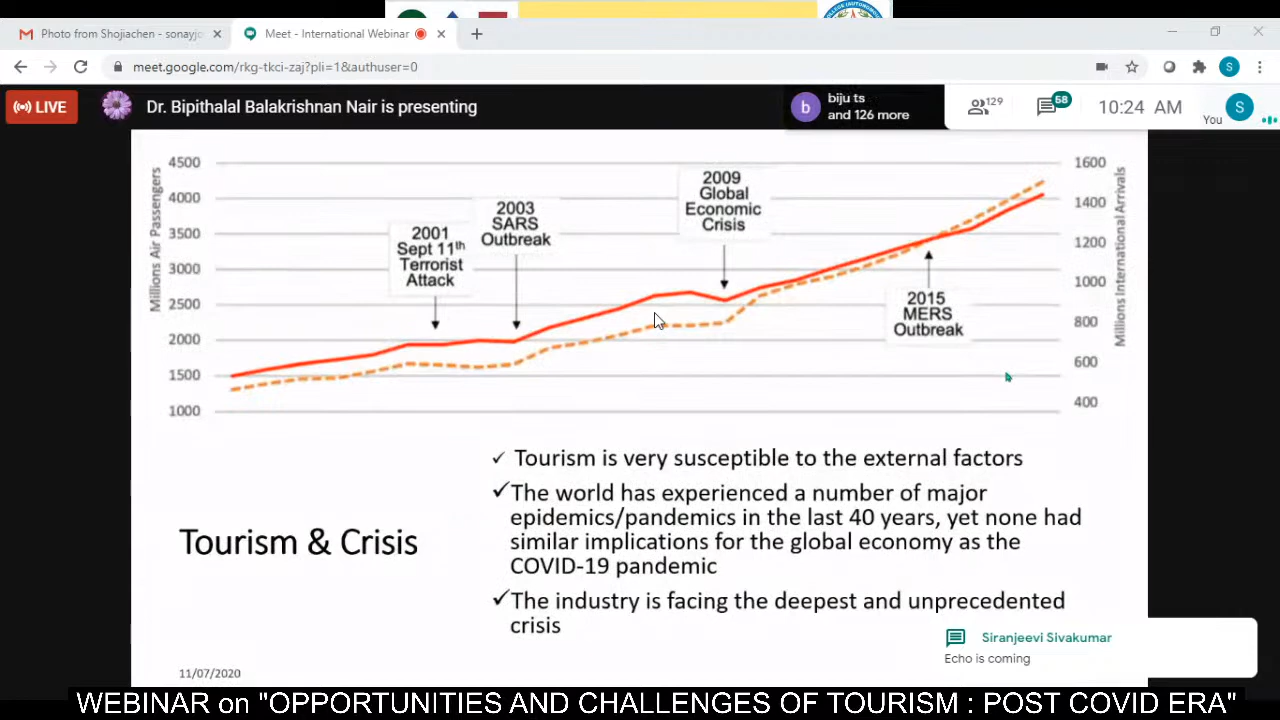 Photo from Shojiachen - sonayjo
Meet - International Webinar
meet.google.com/rkg-tkci-zaj?pli=1&authuser=0
S
LIVE
Dr. Bipithalal Balakrishnan Nair is presenting
b
biju ts
and 126 more
129
58
10:24 AM
You
S
Millions Air Passengers
4500
4000
3500
3000
2500
2000
1500
1000
2001
Sept 11th
Terrorist
Attack
2003
SARS
Outbreak
2009
Global
Economic
Crisis
2015
MERS
Outbreak
1600
1400
1200
1000
800
600
400
Millions International Arrivals
Tourism & Crisis
✓ Tourism is very susceptible to the external factors
✓The world has experienced a number of major
epidemics/pandemics in the last 40 years, yet none had
similar implications for the global economy as the
COVID-19 pandemic
✓The industry is facing the deepest and unprecedented
crisis
Siranjeevi Sivakumar
Echo is coming
11/07/2020
WEBINAR on "OPPORTUNITIES AND CHALLENGES OF TOURISM : POST COVID ERA"